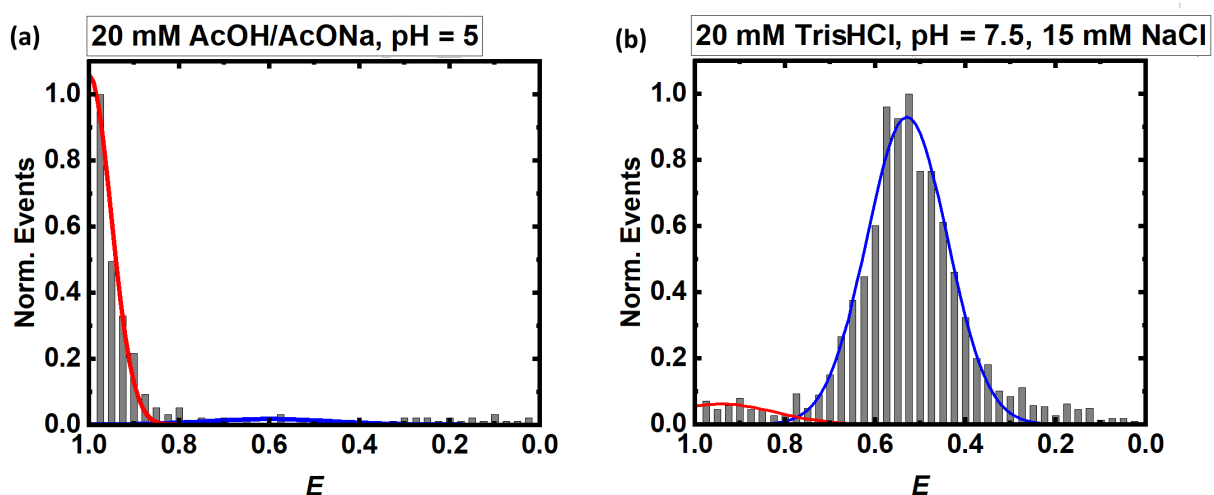 (a)
20 mM AcOH/AcONa, pH = 5
Norm. Events
1.0
0.8
0.6
0.4
0.2
0.0
1.0 0.8 0.6 0.4 0.2 0.0
E
(b)
20 mM TrisHCl, pH = 7.5, 15 mM NaCl
Norm. Events
1.0
0.8
0.6
0.4
0.2
0.0
1.0 0.8 0.6 0.4 0.2 0.0
E